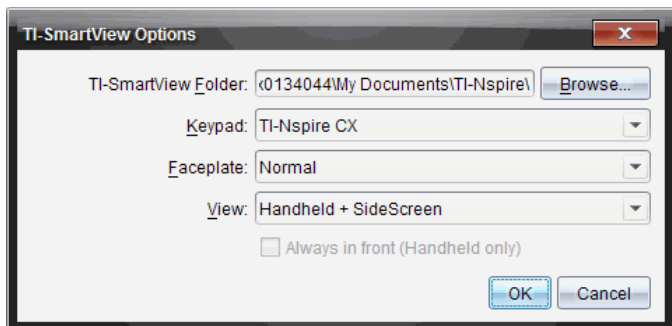 TI-SmartView Options
TI-SmartView Folder: x0134044\My Documents\TI-Nspire\ Browse...
Keypad: TI-Nspire CX
Faceplate: Normal
View: Handheld + SideScreen
Always in front (Handheld only)
OK Cancel